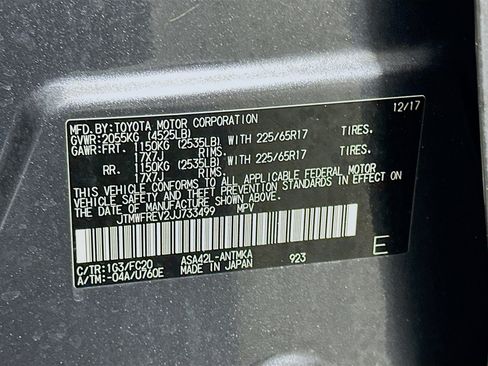 MFD.BY:TOYOTA MOTOR CORPORATION 12/17
GVWR:2055KG (4525LB)
GAWR:FRT. 1150KG (2535LB) WITH 225/65R17 TIRES.
17X7J RIMS.
RR. 1150KG (2535LB) WITH 225/65R17 TIRES.
17X7J RIMS.
THIS VEHICLE CONFORMS TO ALL APPLICABLE FEDERAL MOTOR
VEHICLE SAFETY STANDARDS IN EFFECT ON
THE DATE OF MANUFACTURE SHOWN ABOVE.
JTMWFREV2JJ733499 MPV
C/TR:1G3/FC20 ASA42L-ANTMKA E
A/TM:-04A/U760E MADE IN JAPAN 923